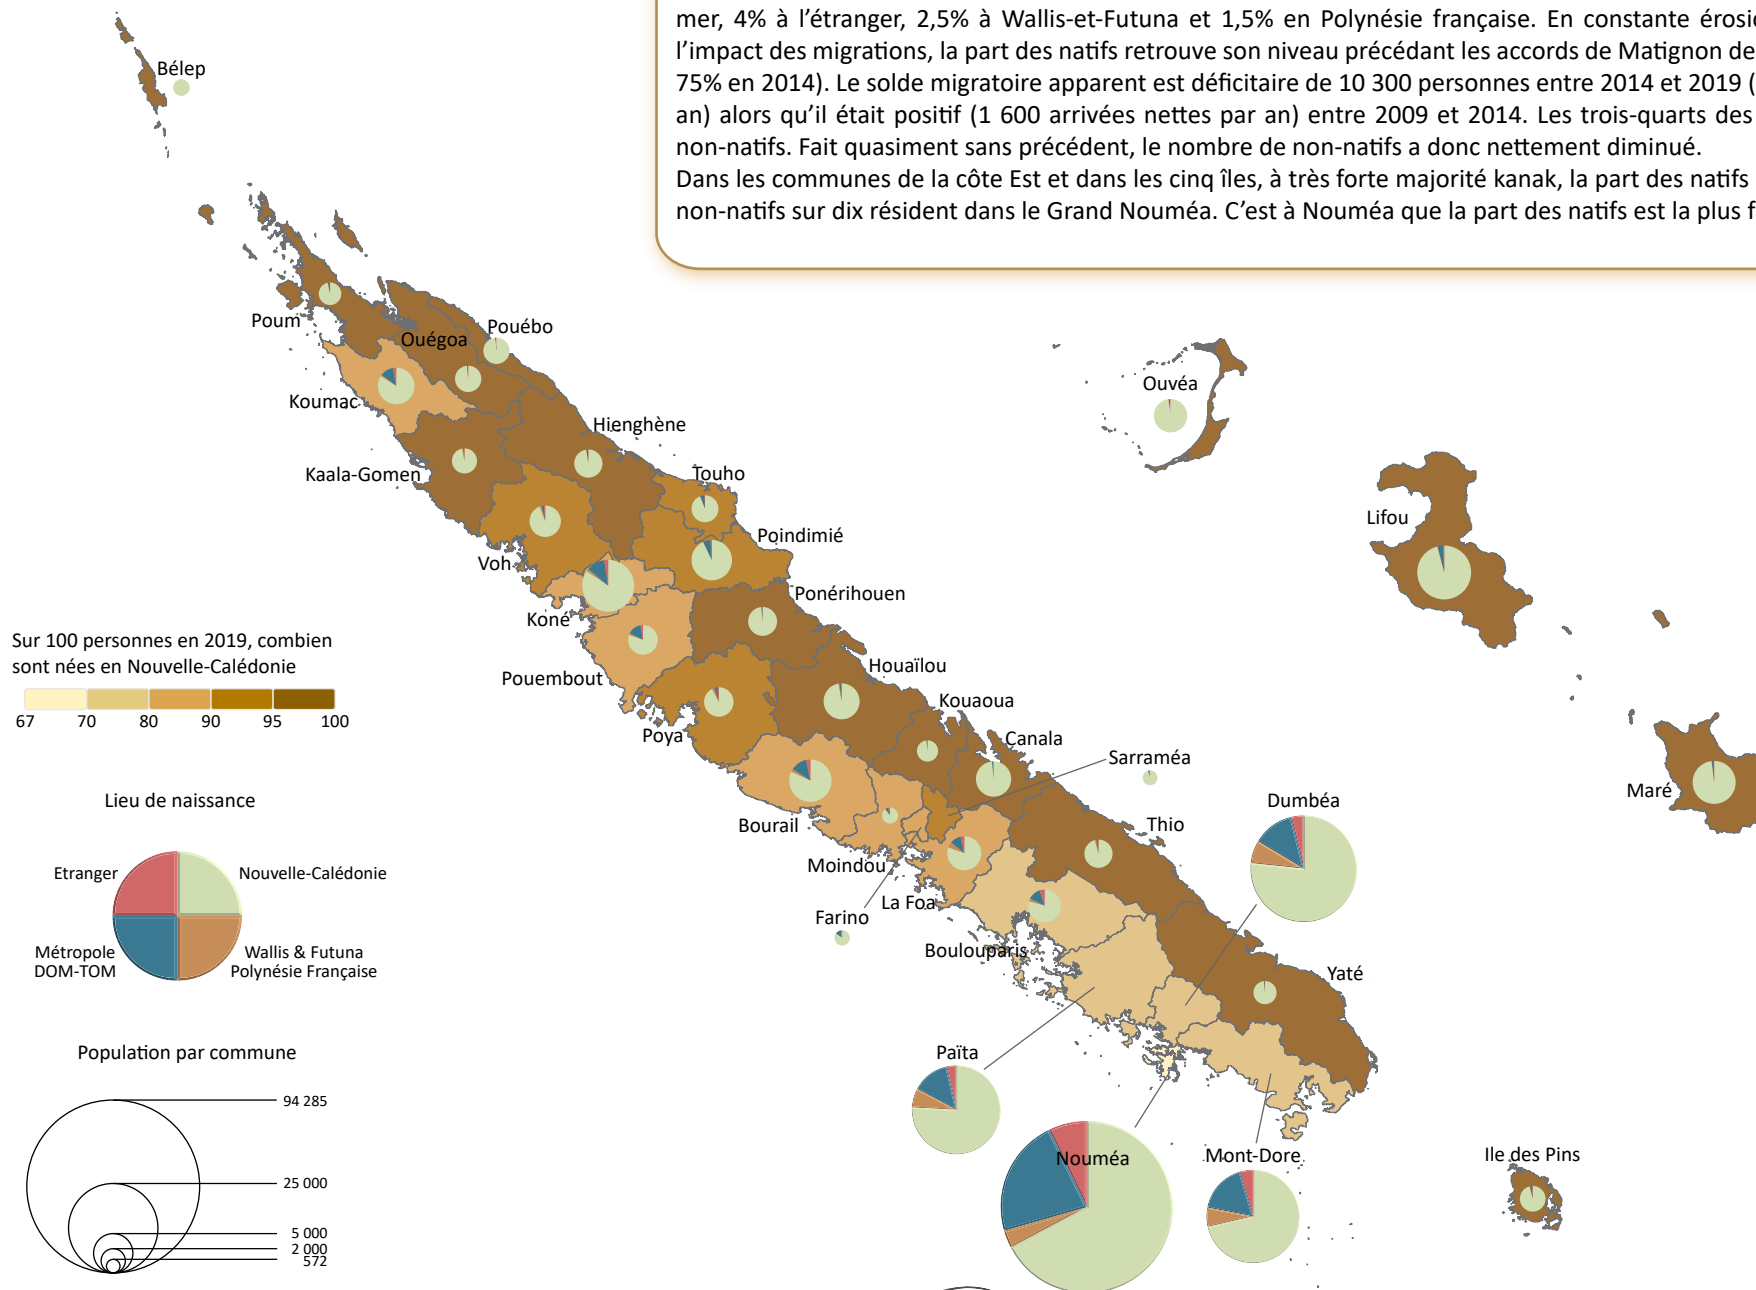 mer, 4% à l'étranger, 2,5% à Wallis-et-Futuna et 1,5% en Polynésie française. En constante
l'impact des migrations, la part des natifs retrouve son niveau précédant les accords de Matignon de
75% en 2014). Le solde migratoire apparent est déficitaire de 10 300 personnes entre 2014 et 2019 (
an) alors qu'il était positif (1 600 arrivées nettes par an) entre 2009 et 2014. Les trois-quarts des
non-natifs. Fait quasiment sans précédent, le nombre de non-natifs a donc nettement diminué.
Dans les communes de la côte Est et dans les cinq îles, à très forte majorité kanak, la part des natifs
non-natifs sur dix résident dans le Grand Nouméa. C'est à Nouméa que la part des natifs est la plus
Bélep
Poum
Ouégoa
Pouébo
Koumac
Hienghène
Kaala-Gomen
Touho
Ouvéa
Lifou
Voh
Poindimié
Koné
Ponérihouen
Sur 100 personnes en 2019, combien
sont nées en Nouvelle-Calédonie
67 70 80 90 95 100
Pouembout
Houaïlou
Kouaoua
Poya
Canala
Sarraméa
Maré
Dumbéa
Lieu de naissance
Bourail
Thio
Moindou
Etranger
Nouvelle-Calédonie
La Foa
Farino
Métropole
DOM-TOM
Wallis & Futuna
Polynésie Française
Boulouparis
Yaté
Population par commune
Païta
94 285
25 000
5 000
2 000
572
Nouméa
Mont-Dore
Ile des Pins